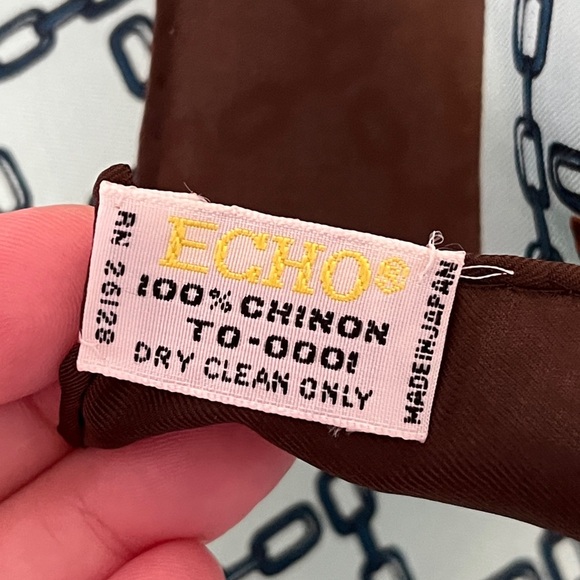 ECHO®
100% CHINON
TO-0001
DRY CLEAN ONLY
RN 26128
MADE IN JAPAN